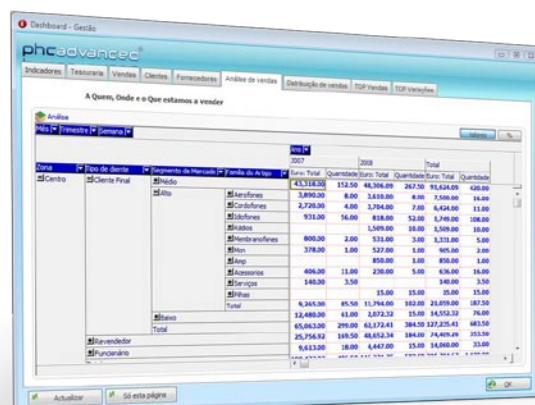 Dashboard - Gestão
phcadvanced
Indicadores Tesouraria Vendas Clientes Fornecedores Análise de vendas Distribuição de vendas TOP Vendas TOP Variações
A Quem, Onde e o Que estamos a vender
Análise
Mês Trimestre Semana Valores %
Ano
2007 2008 Total
Zona Tipo de cliente Segmento de Mercado Família do Artigo Euro: Total Quantidade Euro: Total Quantidade Euro: Total Quantidade
Centro Cliente Final Médio 43,318.00 152.50 48,306.09 267.50 91,624.09 420.00
Alto Aerofones 3,890.00 8.00 3,610.00 8.00 7,500.00 16.00
Cordofones 2,720.00 4.00 3,704.00 7.00 6,424.00 11.00
Idofones 931.00 56.00 818.00 52.00 1,749.00 108.00
Rádios 1,509.00 10.00 1,509.00 10.00
Membranofones 800.00 2.00 531.00 3.00 1,331.00 5.00
Mon 378.00 1.00 527.00 1.00 905.00 2.00
Amp 850.00 1.00 850.00 1.00
Acessorios 406.00 11.00 230.00 5.00 636.00 16.00
Serviços 140.00 3.50 140.00 3.50
Pilhas 15.00 15.00 15.00 15.00
Total 9,265.00 85.50 11,794.00 102.00 21,059.00 187.50
Baixo 12,480.00 61.00 2,072.32 15.00 14,552.32 76.00
Total 65,063.00 299.00 62,172.41 384.50 127,235.41 683.50
Revendedor 25,756.92 169.50 48,652.34 184.00 74,409.26 353.50
Funcionário 9,613.00 18.00 4,447.00 15.00 14,060.00 33.00
Actualizar Só esta página OK